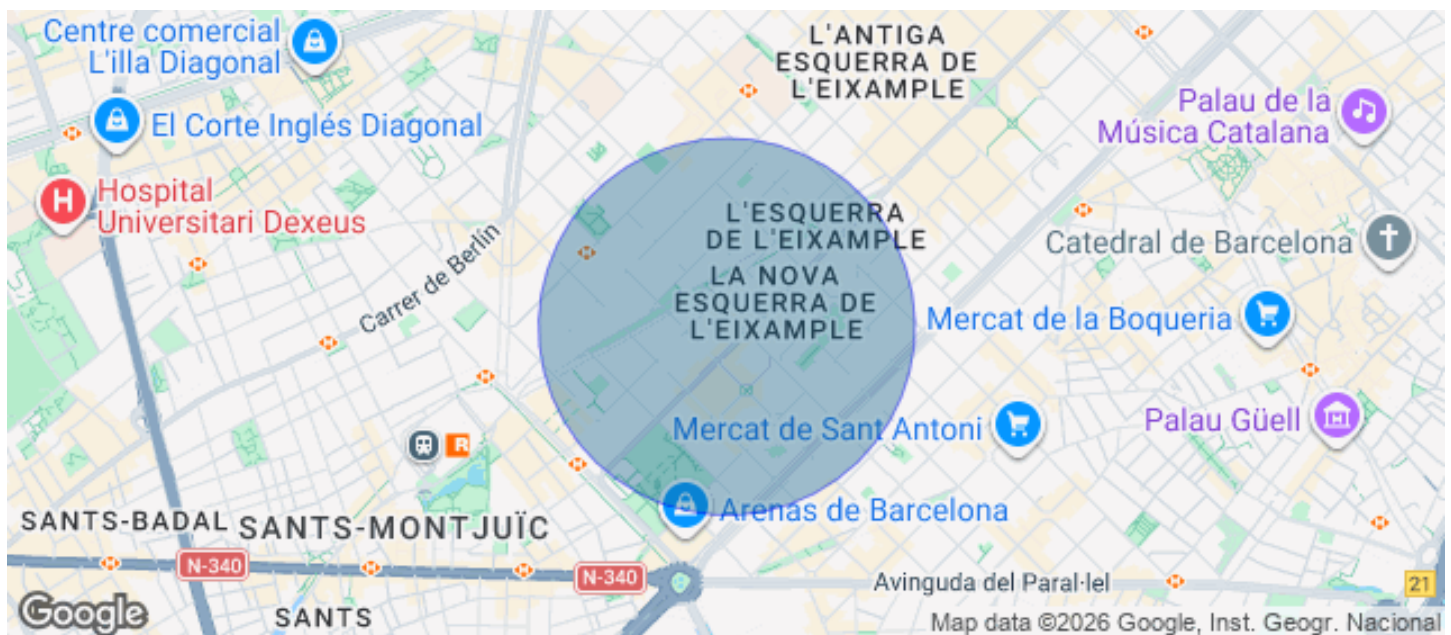 Centre comercial
L'illa Diagonal
L'ANTIGA
ESQUERRA DE
L'EIXAMPLE
El Corte Inglés Diagonal
Palau de la
Música Catalana
Hospital
Universitari Dexeus
L'ESQUERRA
DE L'EIXAMPLE
Catedral de Barcelona
Carrer de Berlín
LA NOVA
ESQUERRA DE
L'EIXAMPLE
Mercat de la Boqueria
Mercat de Sant Antoni
Palau Güell
R
Arenas de Barcelona
SANTS-BADAL
SANTS-MONTJUÏC
N-340
N-340
Avinguda del Paral·lel
21
Google
SANTS
Map data ©2026 Google, Inst. Geogr. Nacional